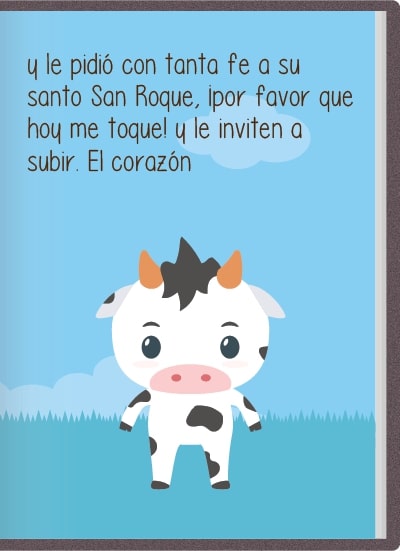 y le pidió con tanta fe a su
santo San Roque, ¡por favor que
hoy me toque! y le inviten a
subir. El corazón